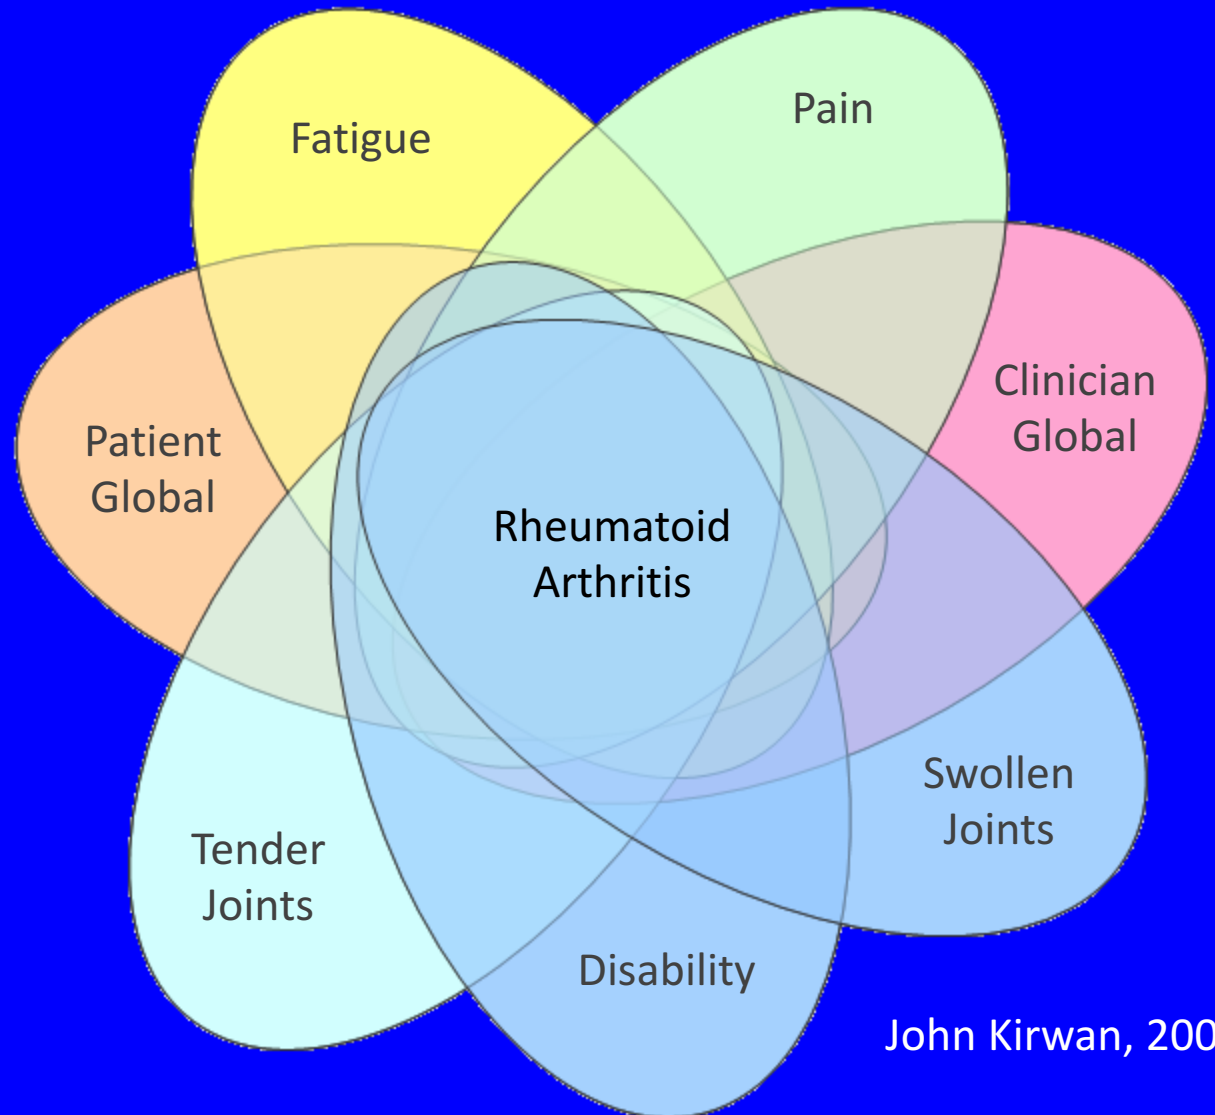 Fatigue
Pain
Clinician
Global
Patient
Global
Rheumatoid
Arthritis
Swollen
Joints
Tender
Joints
Disability
John Kirwan, 200